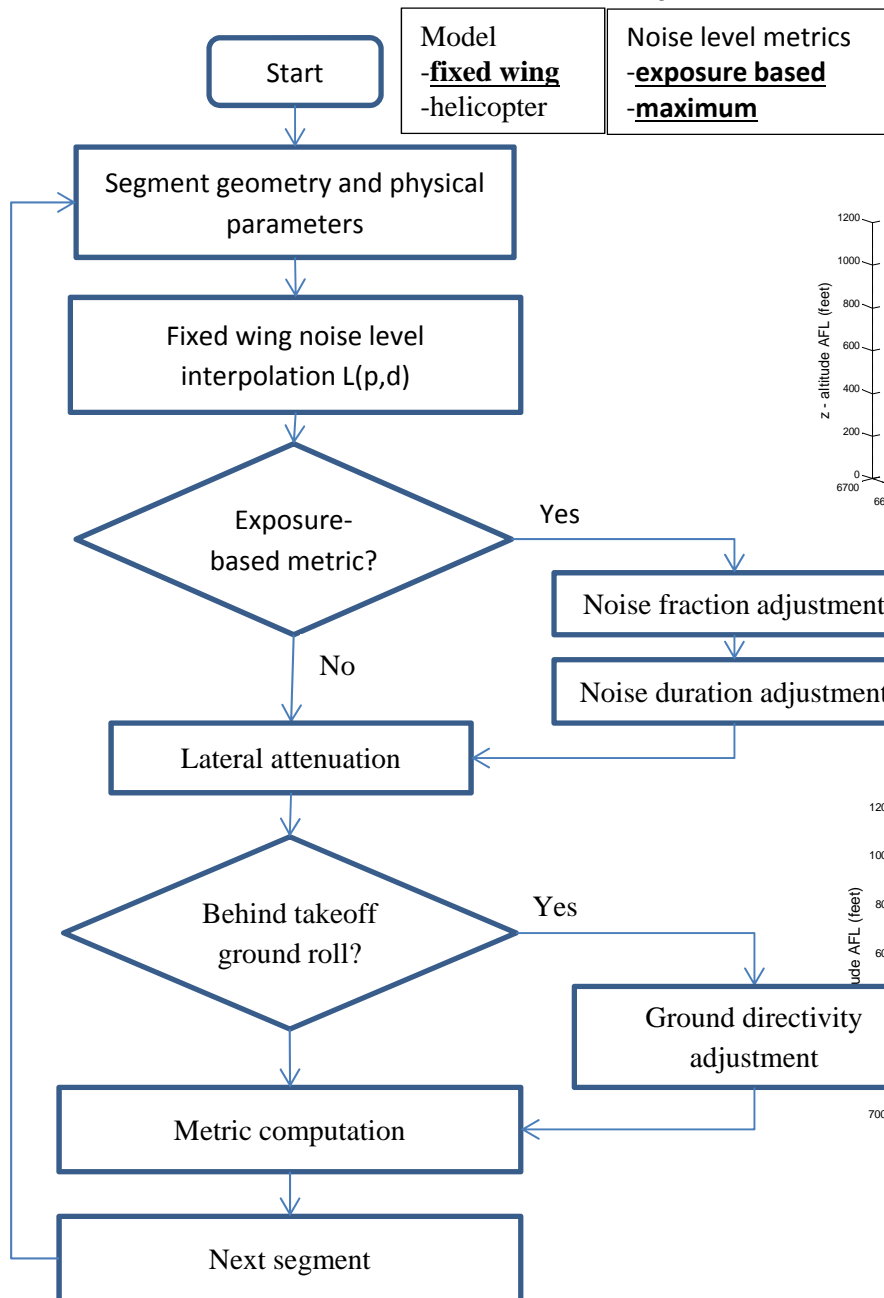 Model
-fixed wing
-helicopter
Noise level metrics
-exposure based
-maximum
Start
Segment geometry and physical
parameters
Fixed wing noise level
interpolation L(p,d)
Exposure-
based metric?
Yes
No
Noise fraction adjustment
Noise duration adjustment
Lateral attenuation
Behind takeoff
ground roll?
Yes
Ground directivity
adjustment
Metric computation
Next segment
z - altitude AFL (feet)
1200
1000
800
600
400
200
0
6700